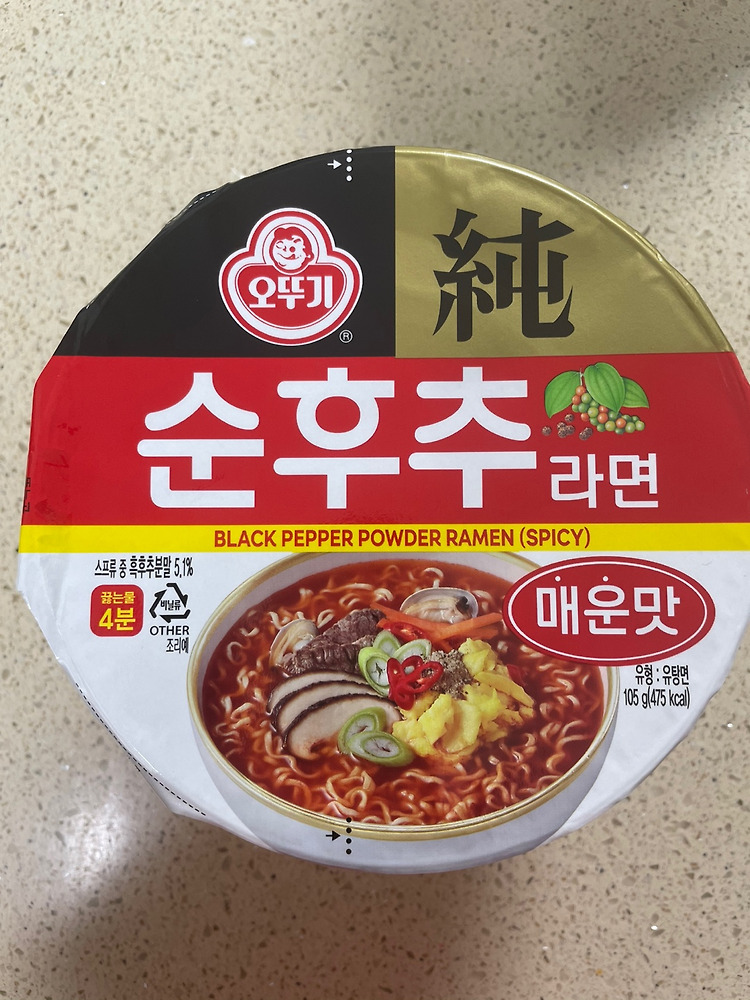 오뚜기
®
純
순후추 라면
BLACK PEPPER POWDER RAMEN (SPICY)
스프류 중 흑후추분말 5.1%
끓는물
4분
비닐류
OTHER
조리예
매운맛
유형 : 유탕면
105 g(475 kcal)